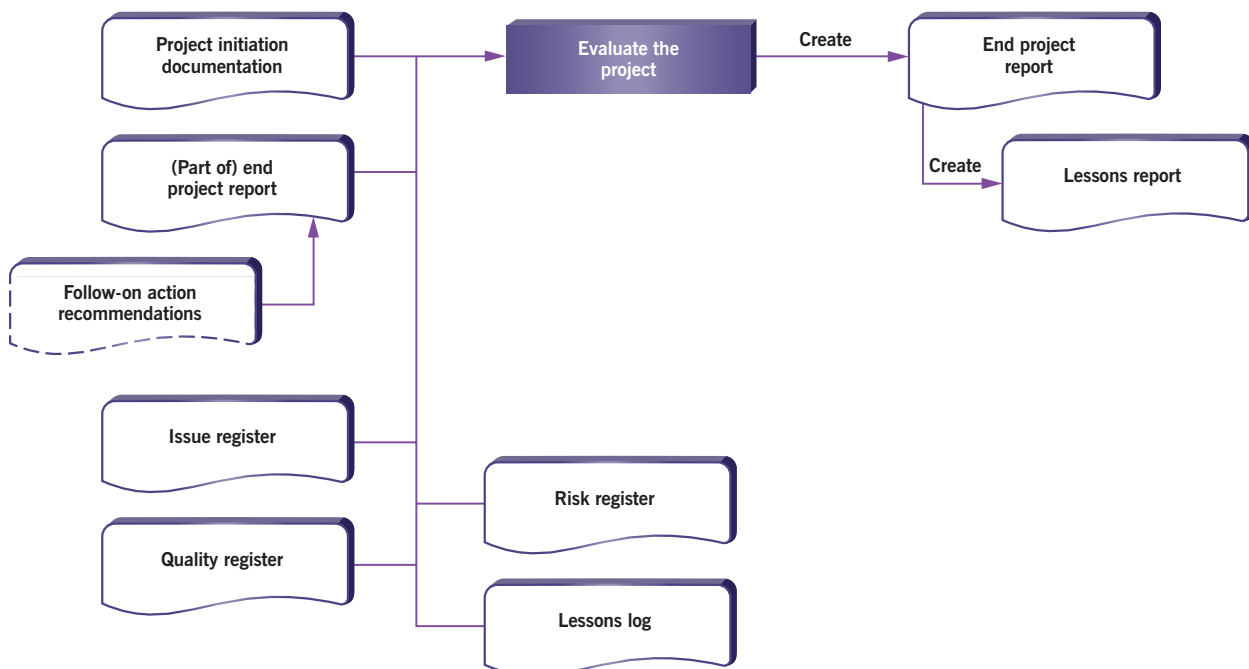 Project initiation
documentation
Evaluate the
project
Create
End project
report
(Part of) end
project report
Create
Lessons report
Follow-on action
recommendations
Issue register
Risk register
Quality register
Lessons log